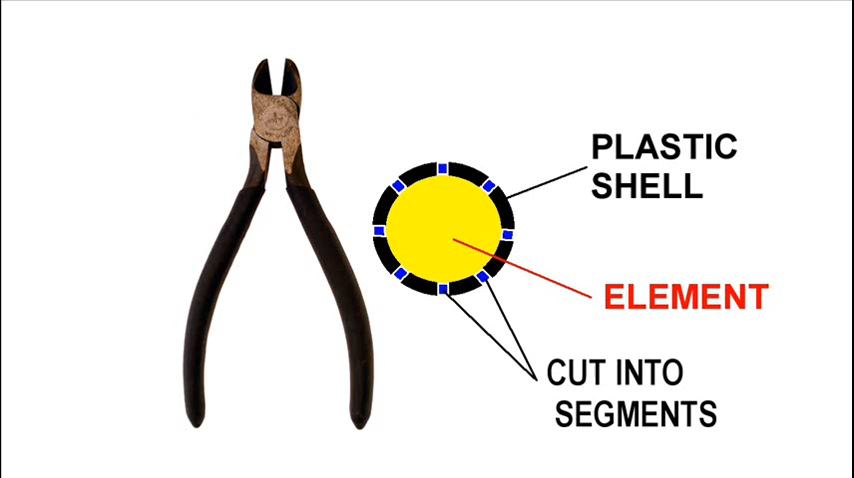 PLASTIC
SHELL
ELEMENT
CUT INTO
SEGMENTS